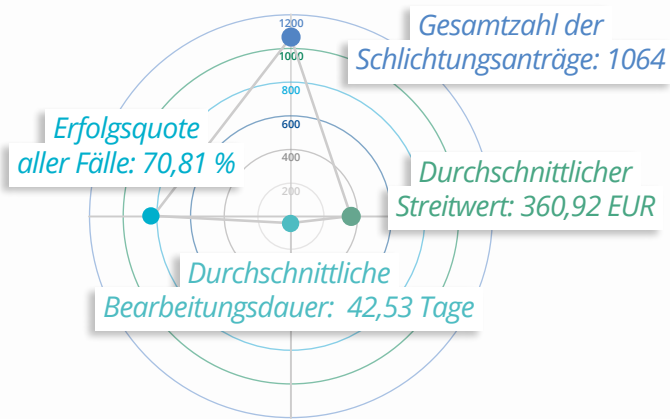 1200
1000
800
600
400
200
Gesamtzahl der
Schlichtungsanträge: 1064
Erfolgsquote
aller Fälle: 70,81 %
Durchschnittlicher
Streitwert: 360,92 EUR
Durchschnittliche
Bearbeitungsdauer:  42,53 Tage